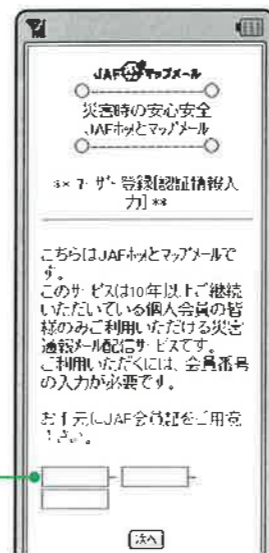 JAFホッとマップメール
災害時の安心安全
JAFホッとマップメール
** ユーザー登録[認証情報入
力] **
こちらはJAFホッとマップメールで
す。
このサービスは10年以上ご継続
いただいている個人会員の皆
様のみご利用いただける災害
通報メール配信サービスです。
ご利用いただくには、会員番号
の入力が必要です。
お手元にJAF会員証をご用意
下さい。
- -
次へ